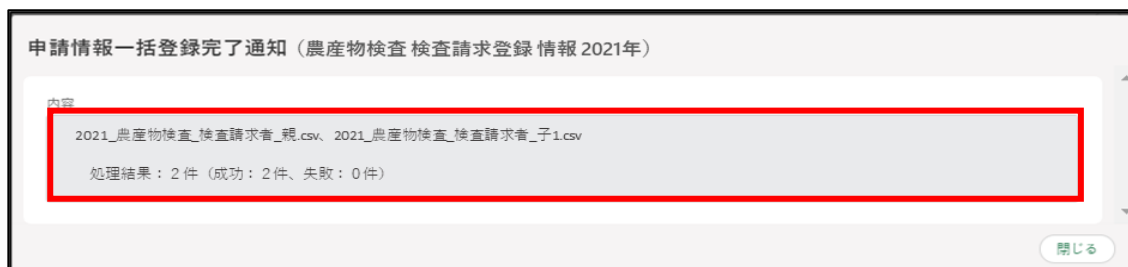 申請情報一括登録完了通知（農産物検査 検査請求登録 情報 2021年）
内容
2021_農産物検査_検査請求者_親.csv、2021_農産物検査_検査請求者_子1.csv
処理結果： 2 件（成功： 2 件、失敗： 0 件）
閉じる